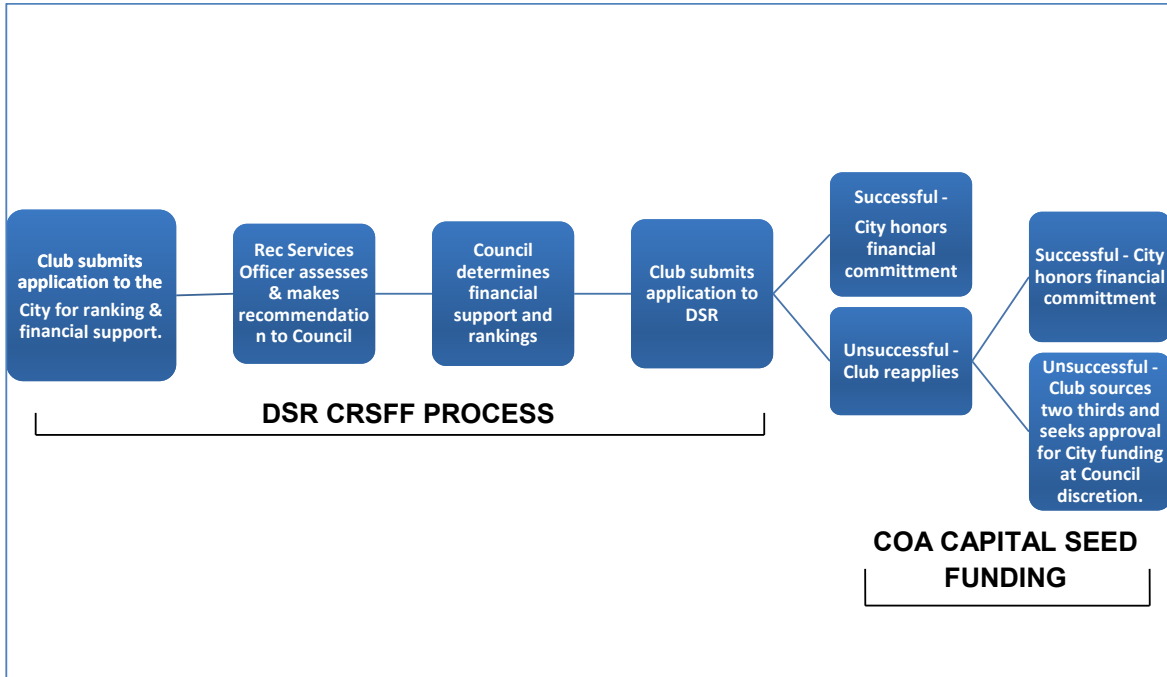 Club submits
application to the
City for ranking &
financial support.
Rec Services
Officer assesses
& makes
recommendatio
n to Council
Council
determines
financial
support and
rankings
Club submits
application to
DSR
Successful -
City honors
financial
committment
Unsuccessful -
Club reapplies
Successful - City
honors financial
committment
Unsuccessful -
Club sources
two thirds and
seeks approval
for City funding
at Council
discretion.
DSR CRSFF PROCESS
COA CAPITAL SEED
FUNDING